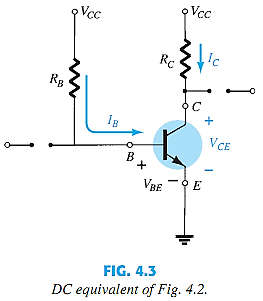 VCC
VCC
RB
RC
IC
IB
C
+
VCE
B
+
VBE
−
−
E
FIG. 4.3
DC equivalent of Fig. 4.2.